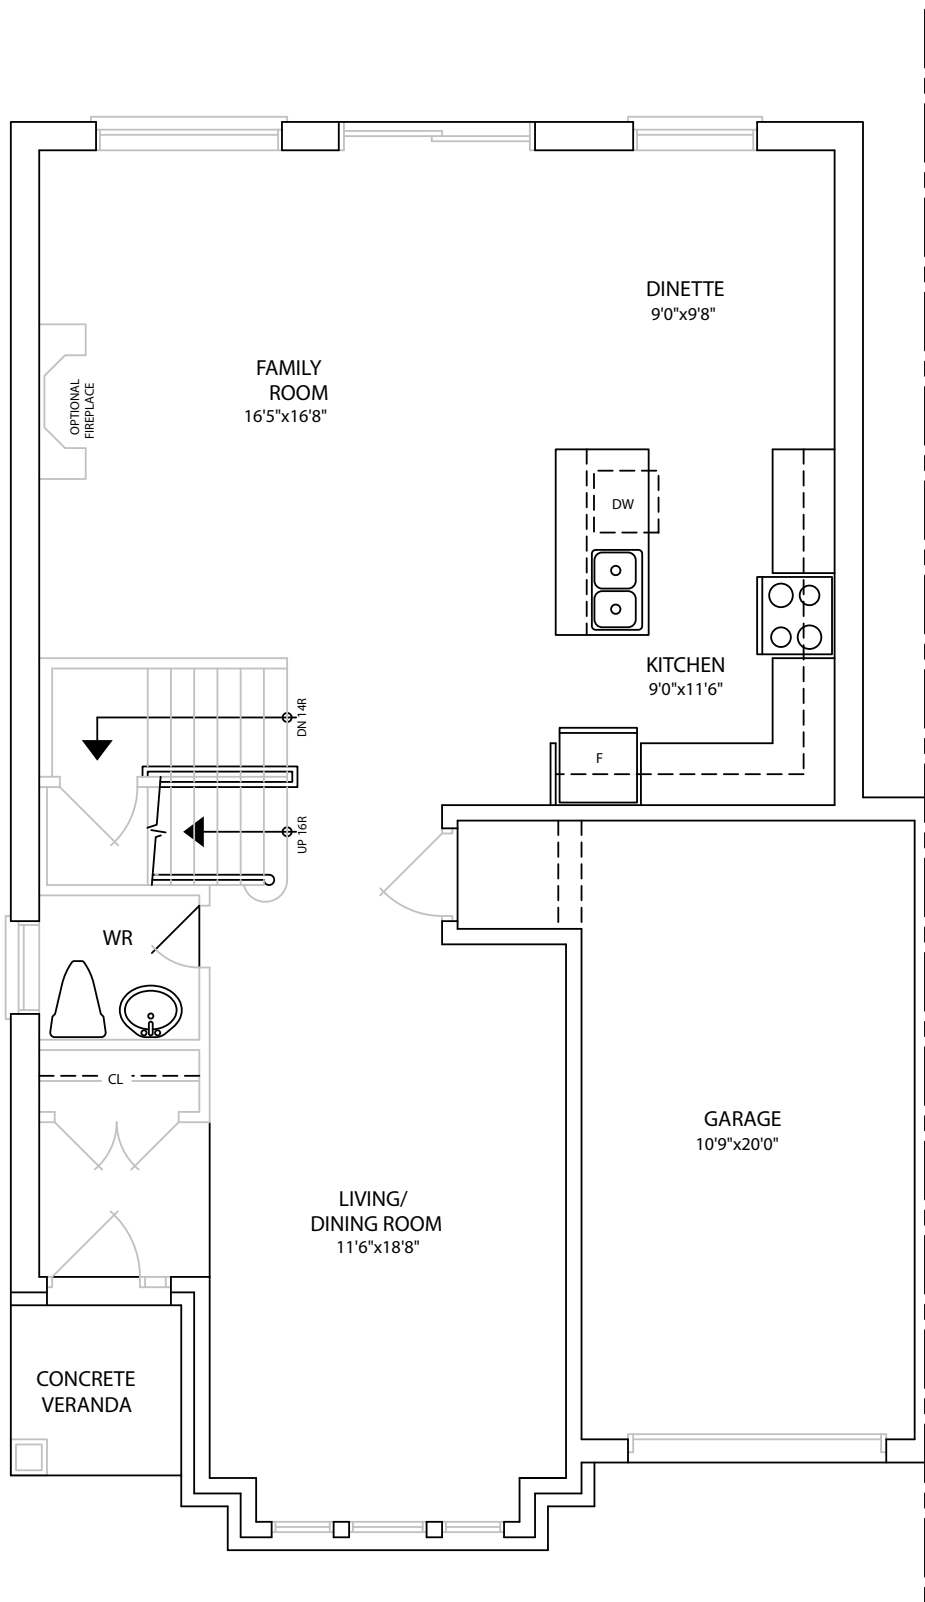 DINETTE
9'0"x9'8"
FAMILY
ROOM
16'5"x16'8"
OPTIONAL
FIREPLACE
DW
KITCHEN
9'0"x11'6"
F
DN 14R
UP 16R
WR
CL
GARAGE
10'9"x20'0"
LIVING/
DINING ROOM
11'6"x18'8"
CONCRETE
VERANDA